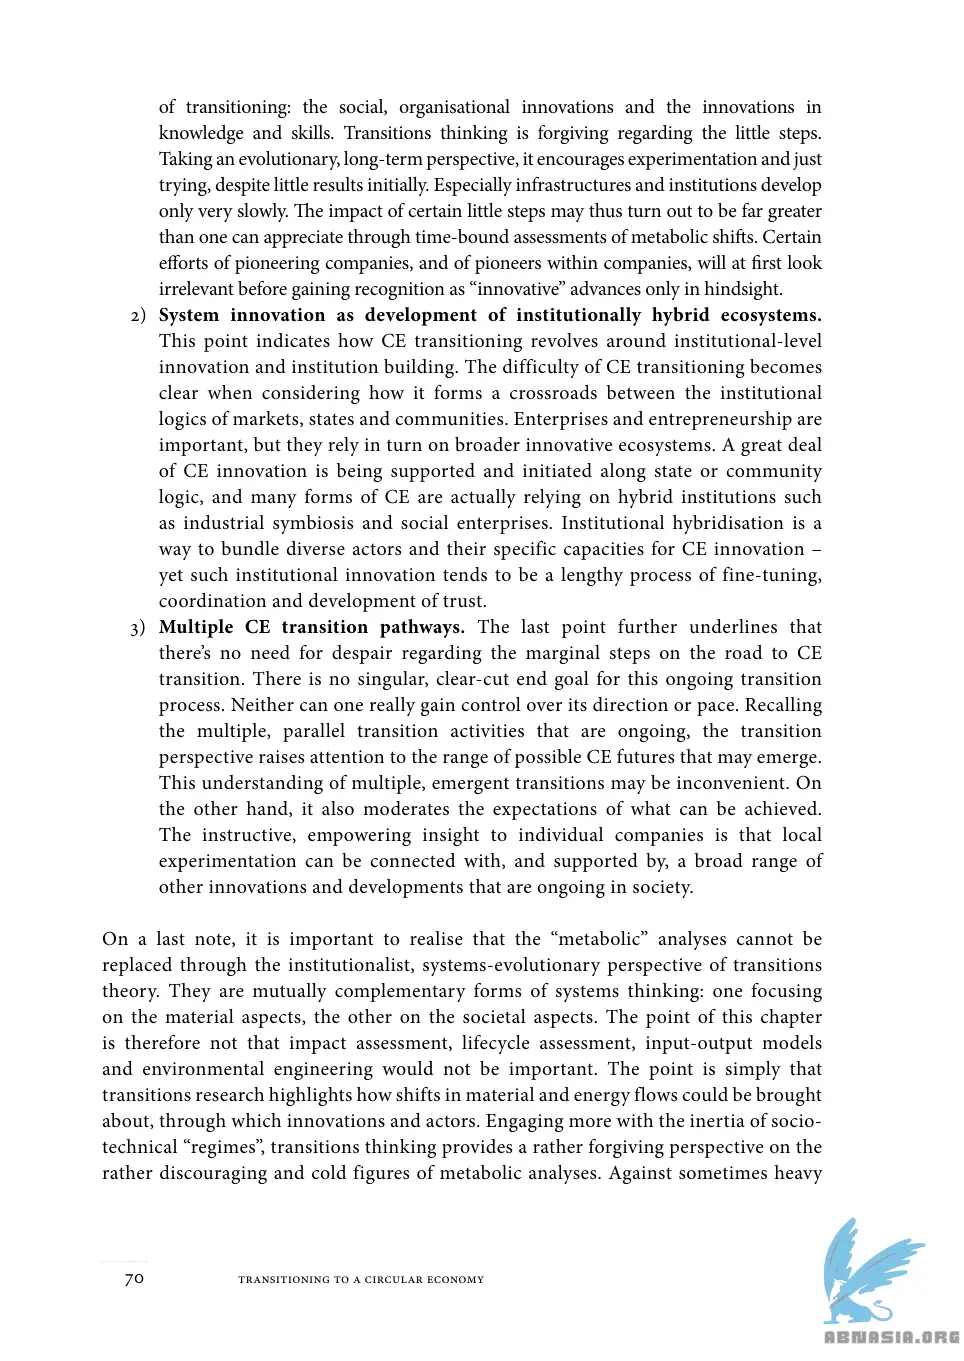 of transitioning: the social, organisational innovations and the innovations in
knowledge and skills. Transitions thinking is forgiving regarding the little steps.
Taking an evolutionary, long-term perspective, it encourages experimentation and just
trying, despite little results initially. Especially infrastructures and institutions develop
only very slowly. The impact of certain little steps may thus turn out to be far greater
than one can appreciate through time-bound assessments of metabolic shifts. Certain
efforts of pioneering companies, and of pioneers within companies, will at first look
irrelevant before gaining recognition as “innovative” advances only in hindsight.
2) System innovation as development of institutionally hybrid ecosystems.
This point indicates how CE transitioning revolves around institutional-level
innovation and institution building. The difficulty of CE transitioning becomes
clear when considering how it forms a crossroads between the institutional
logics of markets, states and communities. Enterprises and entrepreneurship are
important, but they rely in turn on broader innovative ecosystems. A great deal
of CE innovation is being supported and initiated along state or community
logic, and many forms of CE are actually relying on hybrid institutions such
as industrial symbiosis and social enterprises. Institutional hybridisation is a
way to bundle diverse actors and their specific capacities for CE innovation –
yet such institutional innovation tends to be a lengthy process of fine-tuning,
coordination and development of trust.
3) Multiple CE transition pathways. The last point further underlines that
there’s no need for despair regarding the marginal steps on the road to CE
transition. There is no singular, clear-cut end goal for this ongoing transition
process. Neither can one really gain control over its direction or pace. Recalling
the multiple, parallel transition activities that are ongoing, the transition
perspective raises attention to the range of possible CE futures that may emerge.
This understanding of multiple, emergent transitions may be inconvenient. On
the other hand, it also moderates the expectations of what can be achieved.
The instructive, empowering insight to individual companies is that local
experimentation can be connected with, and supported by, a broad range of
other innovations and developments that are ongoing in society.
On a last note, it is important to realise that the “metabolic” analyses cannot be
replaced through the institutionalist, systems-evolutionary perspective of transitions
theory. They are mutually complementary forms of systems thinking: one focusing
on the material aspects, the other on the societal aspects. The point of this chapter
is therefore not that impact assessment, lifecycle assessment, input-output models
and environmental engineering would not be important. The point is simply that
transitions research highlights how shifts in material and energy flows could be brought
about, through which innovations and actors. Engaging more with the inertia of socio-
technical “regimes”, transitions thinking provides a rather forgiving perspective on the
rather discouraging and cold figures of metabolic analyses. Against sometimes heavy
70 TRANSITIONING TO A CIRCULAR ECONOMY
ABNASIA.ORG